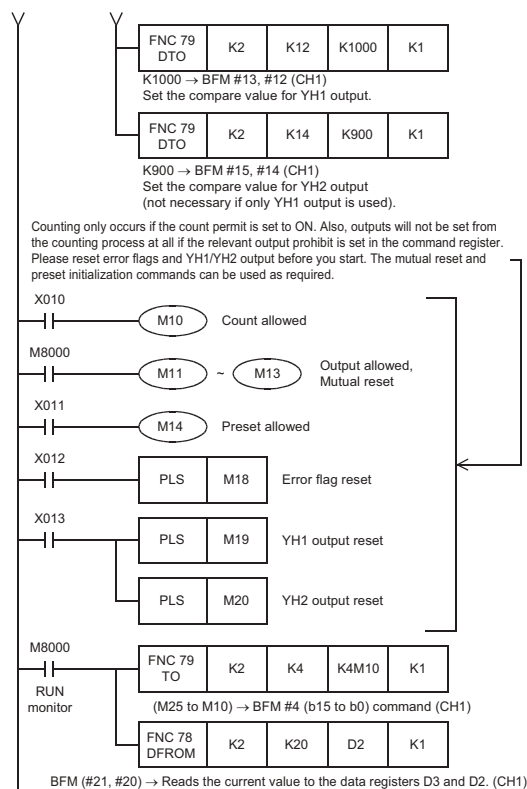 FNC 79 DTO K2 K12 K1000 K1
K1000 → BFM #13, #12 (CH1)
Set the compare value for YH1 output.
FNC 79 DTO K2 K14 K900 K1
K900 → BFM #15, #14 (CH1)
Set the compare value for YH2 output
(not necessary if only YH1 output is used).
Counting only occurs if the count permit is set to ON. Also, outputs will not be set from
the counting process at all if the relevant output prohibit is set in the command register.
Please reset error flags and YH1/YH2 output before you start. The mutual reset and
preset initialization commands can be used as required.
X010
M10 Count allowed
M8000
M11 ~ M13 Output allowed,
Mutual reset
X011
M14 Preset allowed
X012
PLS M18 Error flag reset
X013
PLS M19 YH1 output reset
PLS M20 YH2 output reset
M8000
RUN
monitor
FNC 79 TO K2 K4 K4M10 K1
(M25 to M10) → BFM #4 (b15 to b0) command (CH1)
FNC 78 DFROM K2 K20 D2 K1
BFM (#21, #20) → Reads the current value to the data registers D3 and D2. (CH1)